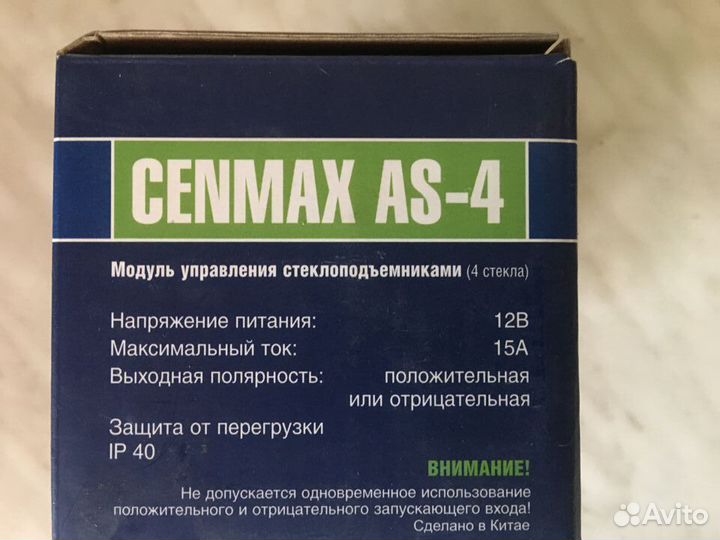 CENMAX AS-4
Модуль управления стеклоподъемниками (4 стекла)
Напряжение питания: 12В
Максимальный ток: 15А
Выходная полярность: положительная
или отрицательная
Защита от перегрузки
IP 40
ВНИМАНИЕ!
Не допускается одновременное использование
положительного и отрицательного запускающего входа!
Сделано в Китае
Avito